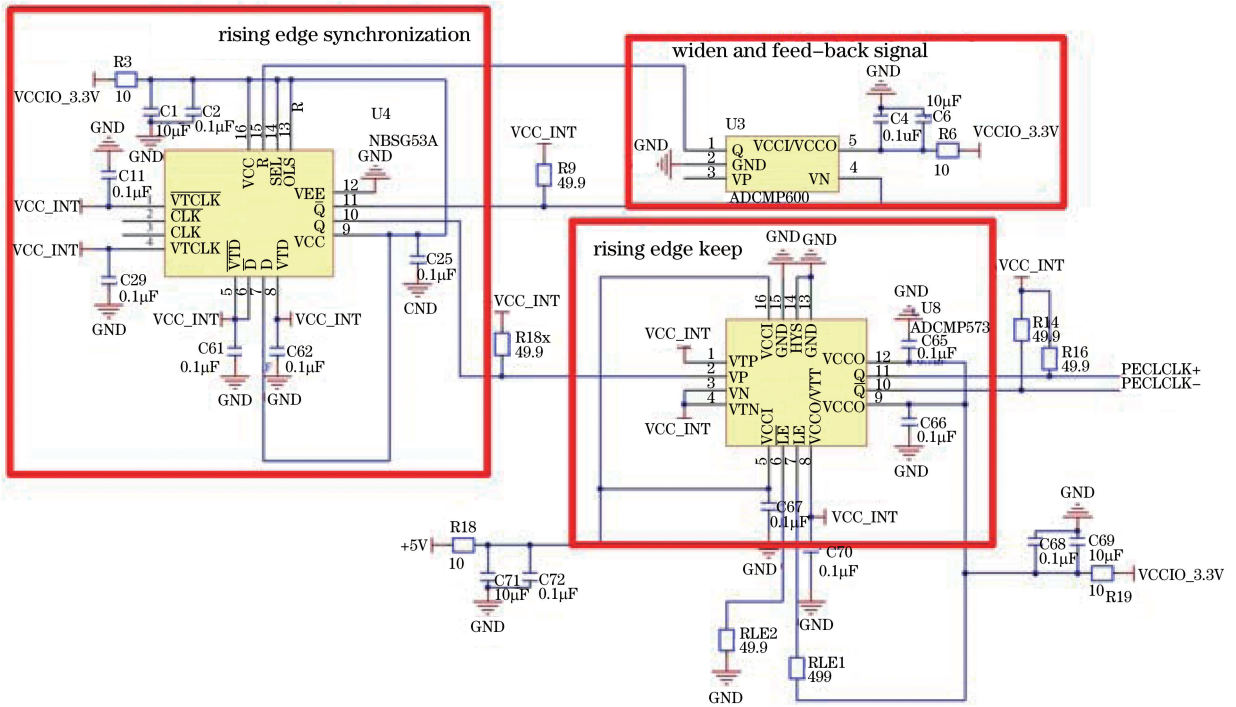 rising edge synchronization
R3
VCCIO_3.3V
10
C1
10μF
C2
0.1μF
GND
GND
C11
0.1μF
VCC_INT
VCC_INT
C29
0.1μF
GND
16
15
14
13
R
VCC
R
SEL
OLS
U4
NBSG53A
GND
1
2
3
4
VTCLK
CLK
CLK
VTCLK
VEE
Q
Q
VCC
12
11
10
9
VTD
D
D
VTD
5
6
7
8
VCC_INT
VCC_INT
C61
0.1μF
C62
0.1μF
GND
GND
C25
0.1μF
CND
VCC_INT
R9
49.9
VCC_INT
R18x
49.9
widen and feed-back signal
GND
U3
1
2
3
Q
GND
VP
VCCI/VCCO
VN
ADCMP600
5
4
GND
C4
0.1uF
10μF
C6
R6
10
VCCIO_3.3V
rising edge keep
GND
GND
16
15
14
13
VCCI
GND
HYS
GND
GND
U8
ADCMP573
C65
0.1μF
VCC_INT
1
2
3
4
VTP
VP
VN
VTN
VCC_INT
VCCO
Q
Q
VCCO
12
11
10
9
VCCI
LE
LE
VCCO/VTT
5
6
7
8
C66
0.1μF
GND
VCC_INT
R14
49.9
R16
49.9
PECLCLK+
PECLCLK−
C67
0.1μF
VCC_INT
GND
C70
0.1μF
GND
+5V
R18
10
C71
10μF
C72
0.1μF
GND
RLE2
49.9
GND
RLE1
499
GND
C68
0.1μF
C69
10μF
VCCIO_3.3V
10
R19